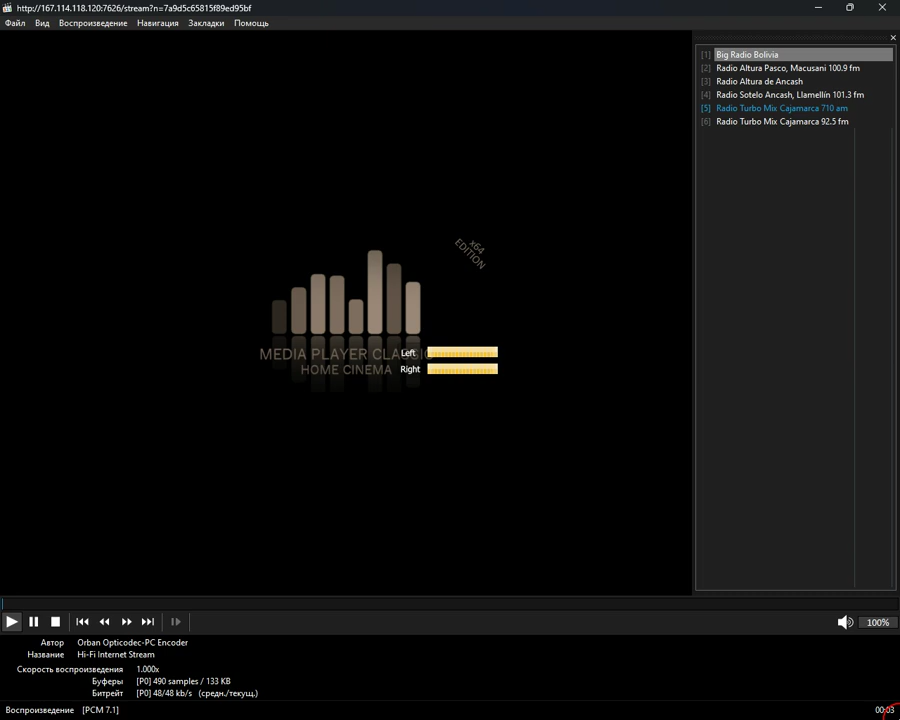 http://167.114.118.120:7626/stream?n=7a9d5c65815f89ed95bf
Файл Вид Воспроизведение Навигация Закладки Помощь
[1] Big Radio Bolivia
[2] Radio Altura Pasco, Macusani 100.9 fm
[3] Radio Altura de Ancash
[4] Radio Sotelo Ancash, Llamellín 101.3 fm
[5] Radio Turbo Mix Cajamarca 710 am
[6] Radio Turbo Mix Cajamarca 92.5 fm
x64
EDITION
MEDIA PLAYER CLASSIC
HOME CINEMA
Left
Right
100%
Автор Orban Opticodec-PC Encoder
Название Hi-Fi Internet Stream
Скорость воспроизведения 1.000x
Буферы [P0] 490 samples / 133 KB
Битрейт [P0] 48/48 kb/s (средн./текущ.)
Воспроизведение [PCM 7.1] 00:03